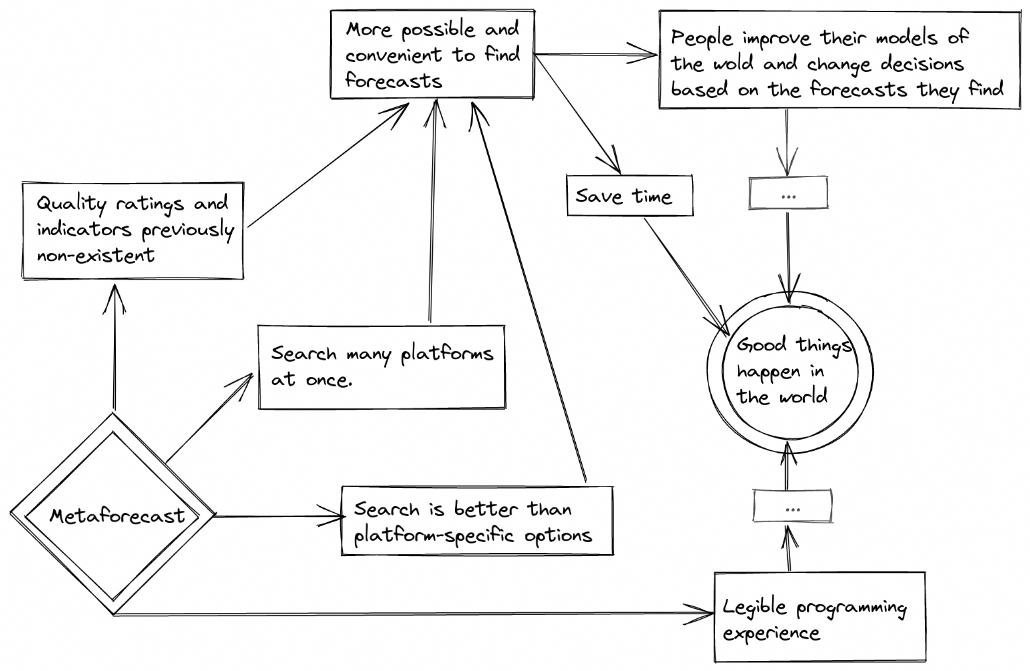 More possible and
convenient to find
forecasts
People improve their models of
the wold and change decisions
based on the forecasts they find
Save time
...
Quality ratings and
indicators previously
non-existent
Search many platforms
at once.
Good things
happen in
the world
Metaforecast
Search is better than
platform-specific options
...
Legible programming
experience